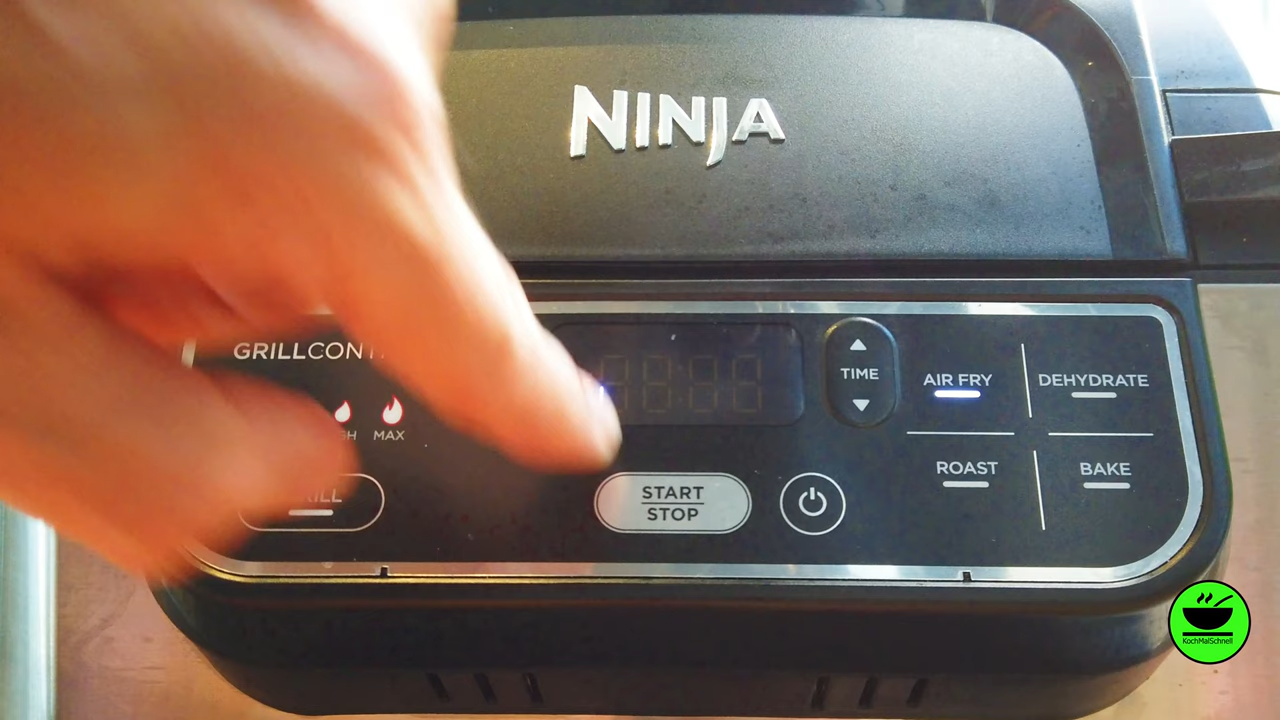 NINJA
GRILLCONT
TIME
AIR FRY
DEHYDRATE
MAX
START
STOP
ROAST
BAKE
KochMalSchnell